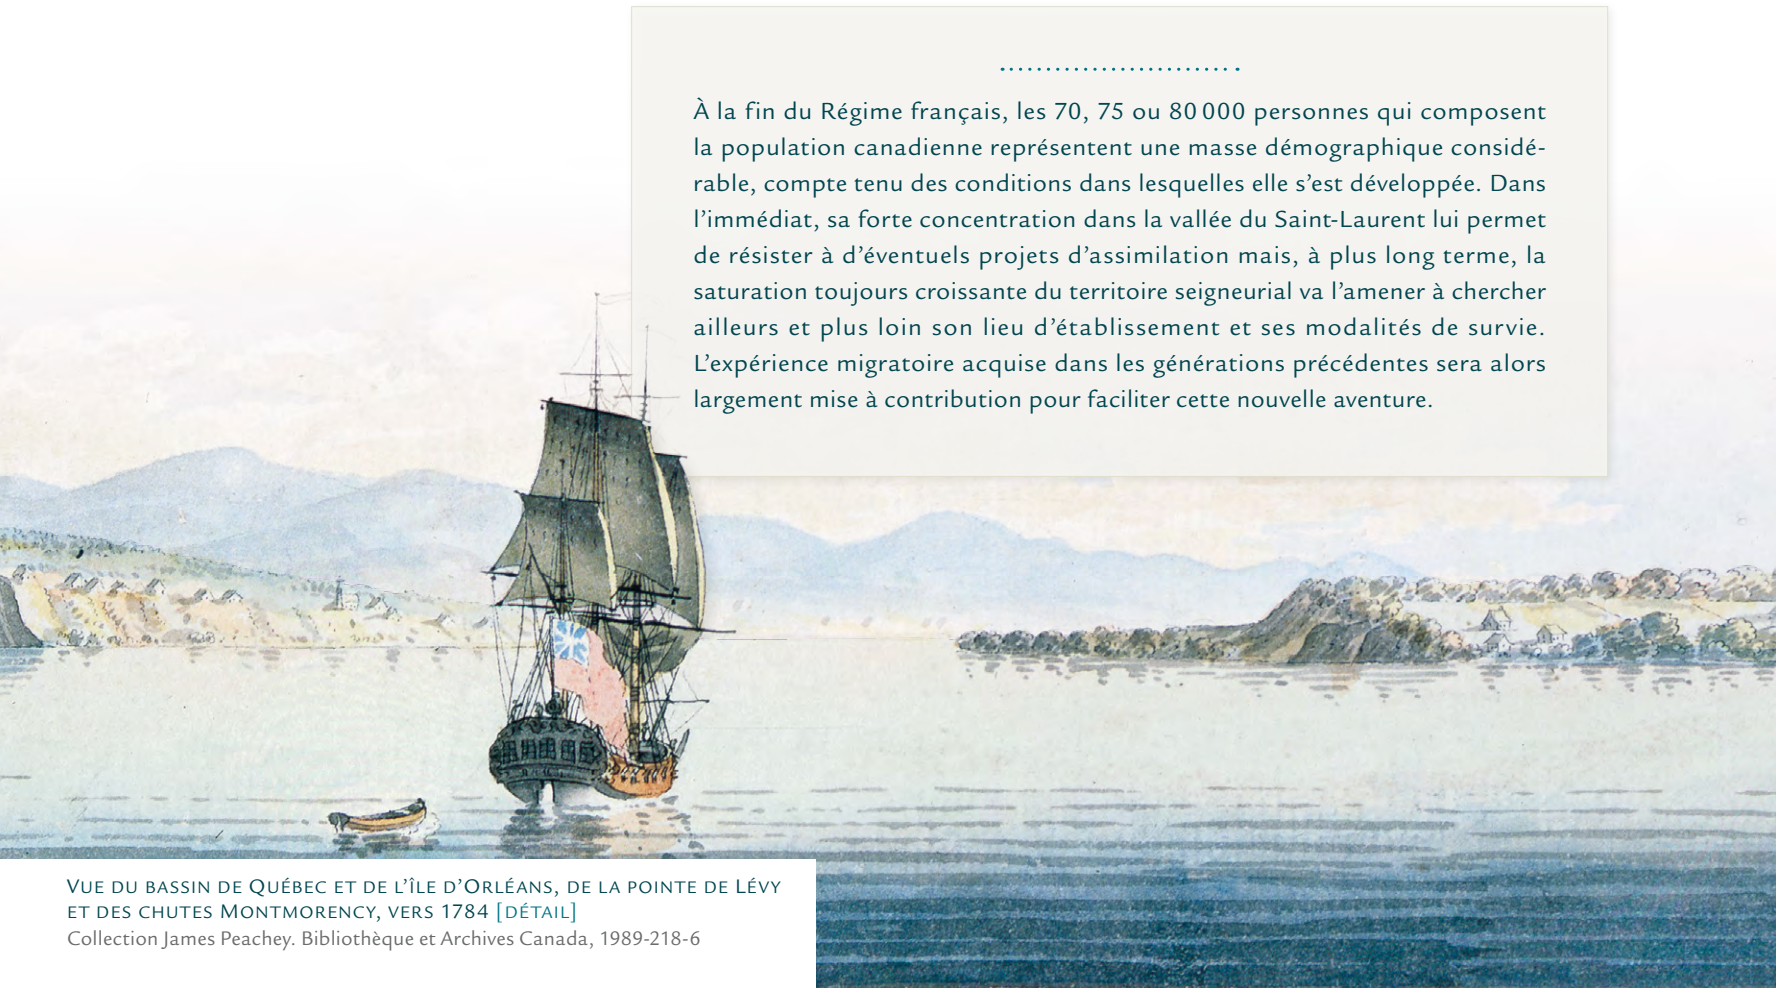 À la fin du Régime français, les 70, 75 ou 80 000 personnes qui composent
la population canadienne représentent une masse démographique considé-
rable, compte tenu des conditions dans lesquelles elle s’est développée. Dans
l’immédiat, sa forte concentration dans la vallée du Saint-Laurent lui permet
de résister à d’éventuels projets d’assimilation mais, à plus long terme, la
saturation toujours croissante du territoire seigneurial va l’amener à chercher
ailleurs et plus loin son lieu d’établissement et ses modalités de survie.
L’expérience migratoire acquise dans les générations précédentes sera alors
largement mise à contribution pour faciliter cette nouvelle aventure.
Vue du bassin de Québec et de l’île d’Orléans, de la pointe de Lévy
et des chutes Montmorency, vers 1784 [détail]
Collection James Peachey. Bibliothèque et Archives Canada, 1989-218-6